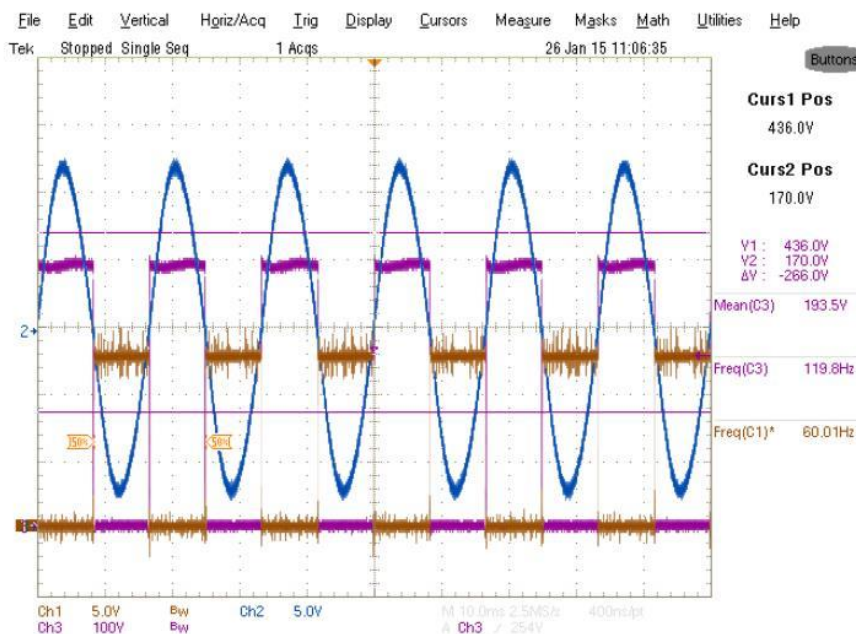 File Edit Vertical Horiz/Acq Trig Display Cursors Measure Masks Math Utilities Help
Tek Stopped Single Seq 1 Acqs 26 Jan 15 11:06:35
Buttons
Curs1 Pos
436.0V
Curs2 Pos
170.0V
V1 : 436.0V
V2 : 170.0V
ΔV : -266.0V
Mean(C3) 193.5V
2
Freq(C3) 119.8Hz
50% 50%
Freq(C1)* 60.01Hz
Ch1 5.0V Bw Ch2 5.0V M 10.0ms 2.5MS/s 400ns/pt
Ch3 100V Bw A Ch3 / 254V